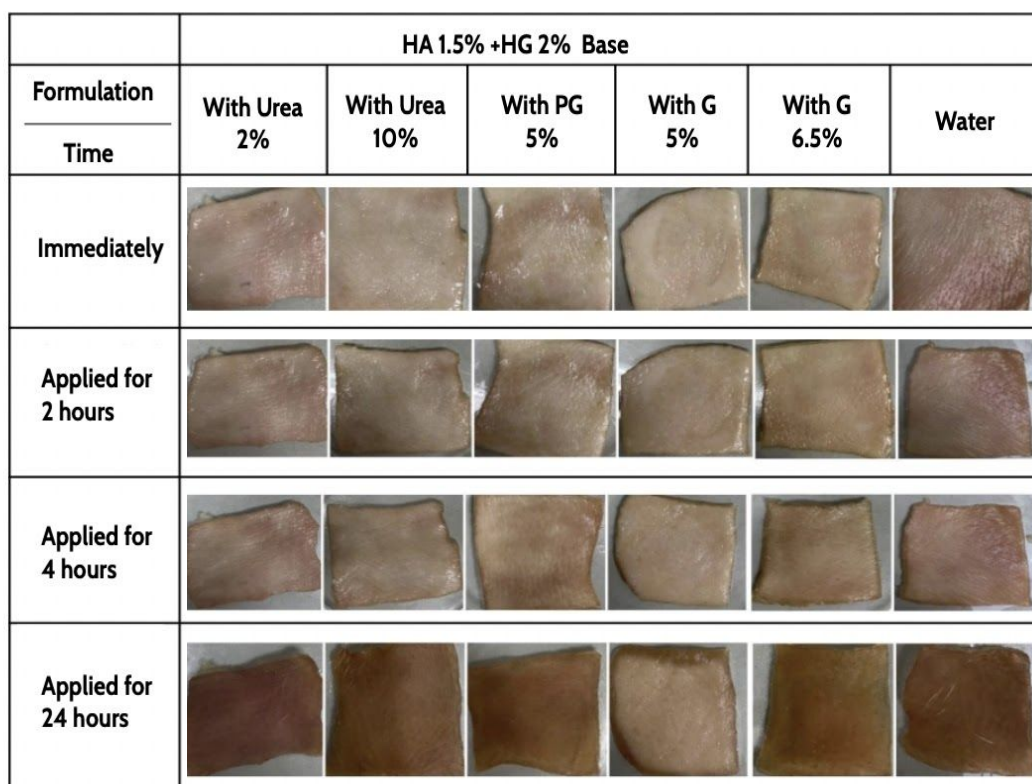 HA 1.5% +HG 2% Base
Formulation
Time
With Urea
2%
With Urea
10%
With PG
5%
With G
5%
With G
6.5%
Water
Immediately
Applied for
2 hours
Applied for
4 hours
Applied for
24 hours